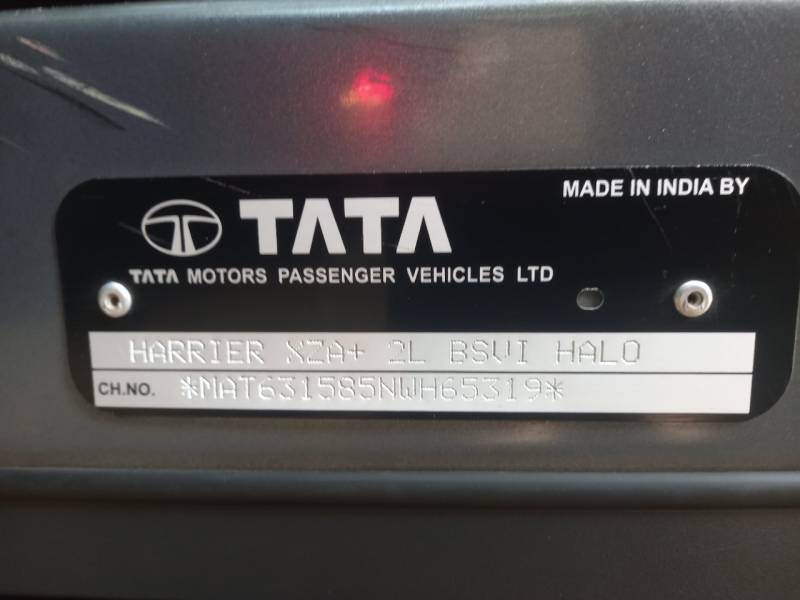 MADE IN INDIA BY
TATA
TATA MOTORS PASSENGER VEHICLES LTD
HARRIER XZA+ 2L BSVI HALO
CH.NO. *MAT631585NWH65319*